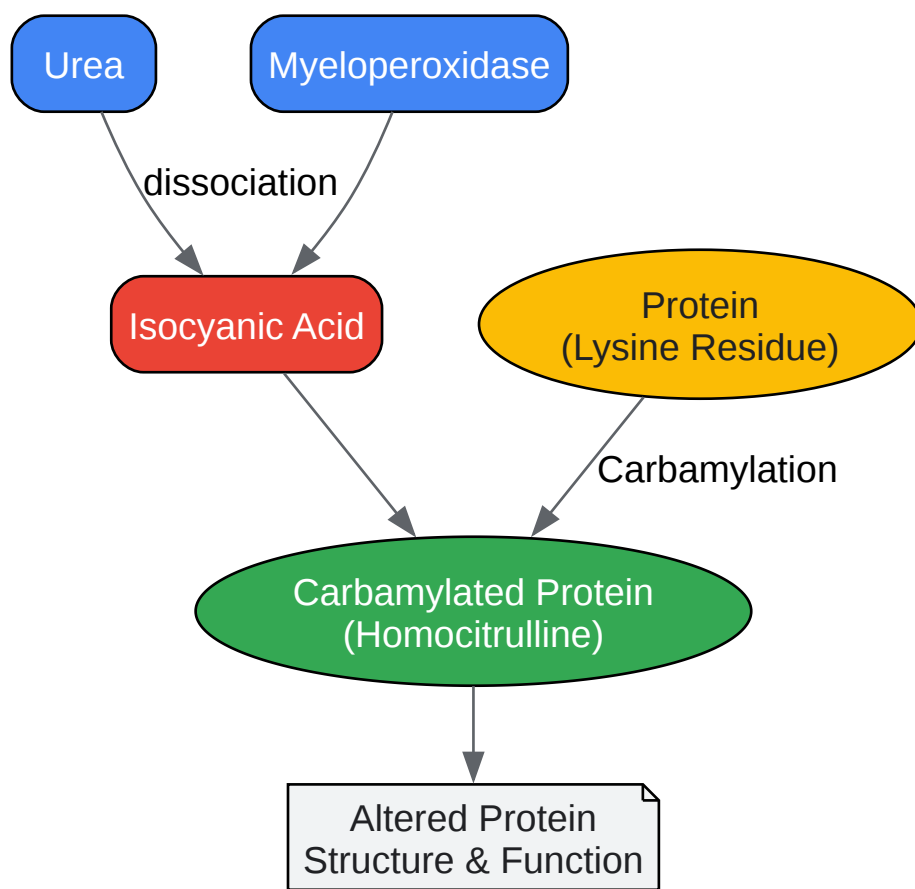 Urea
Myeloperoxidase
dissociation
Isocyanic Acid
Protein
(Lysine Residue)
Carbamylation
Carbamylated Protein
(Homocitrulline)
Altered Protein
Structure & Function